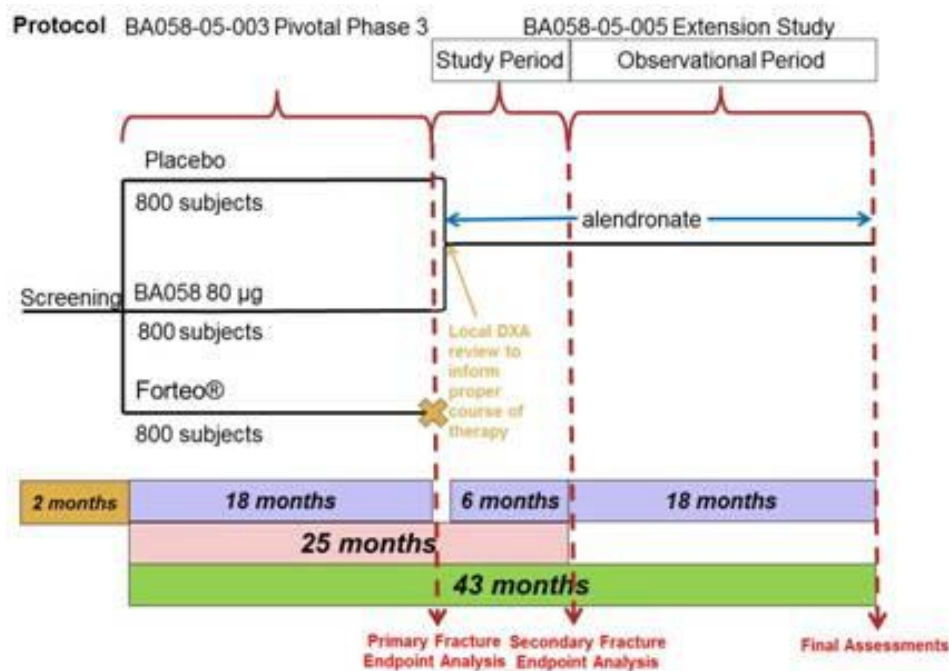 Protocol BA058-05-003 Pivotal Phase 3 BA058-05-005 Extension Study
Study Period Observational Period
Placebo
800 subjects
alendronate
Screening
BA058 80 µg
800 subjects
Local DXA
review to
inform
proper
course of
therapy
Forteo®
800 subjects
2 months 18 months 6 months 18 months
25 months
43 months
Primary Fracture
Endpoint Analysis
Secondary Fracture
Endpoint Analysis
Final Assessments